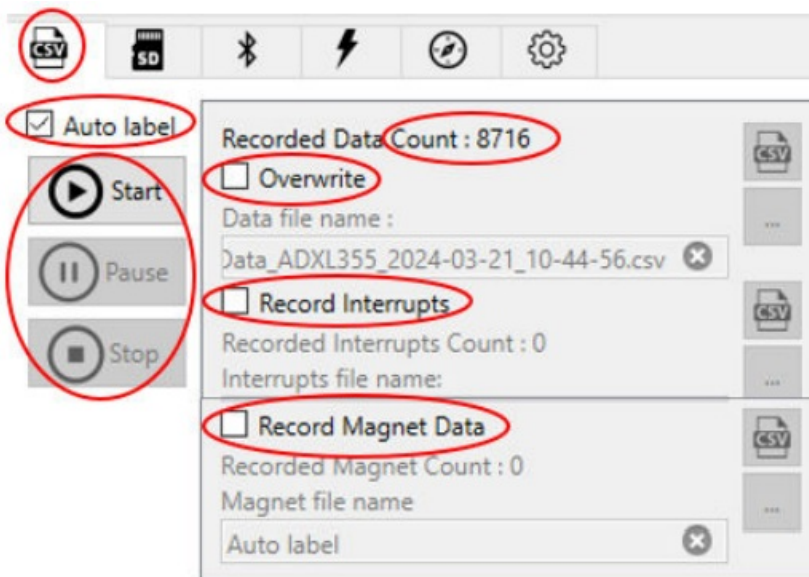 CSV
SD
Auto label
Start
Pause
Stop
Recorded Data Count : 8716
CSV
Overwrite
Data file name :
...
Data_ADXL355_2024-03-21_10-44-56.csv
Record Interrupts
CSV
Recorded Interrupts Count : 0
Interrupts file name:
...
Record Magnet Data
CSV
Recorded Magnet Count : 0
Magnet file name
...
Auto label